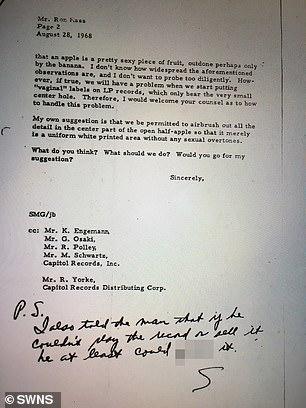 Mr. Ron Kass
Page 2
August 28, 1968
that an apple is a pretty sexy piece of fruit, outdone perhaps only
by the banana. I don't know how widespread the aforementioned
observations are, and I don't want to probe too diligently. How-
ever, if true, we will have a problem when we start putting
"vaginal" labels on LP records, which only bear the very small
center hole. Therefore, I would welcome your counsel as to how
to handle this problem.
My own suggestion is that we be permitted to airbrush out all the
detail in the center part of the open half-apple so that it merely
is a uniform white printed area without any sexual overtones.
What do you think? What should we do? Would you go for my
suggestion?
Sincerely,
SMG/jb
cc: Mr. K. Engemann,
Mr. G. Osaki,
Mr. R. Polley,
Mr. M. Schwartz,
Capitol Records, Inc.
Mr. R. Yorke,
Capitol Records Distributing Corp.
P.S.
I also told the man that if he
couldn't play the record or sell it,
he at least could it.
S
© SWNS